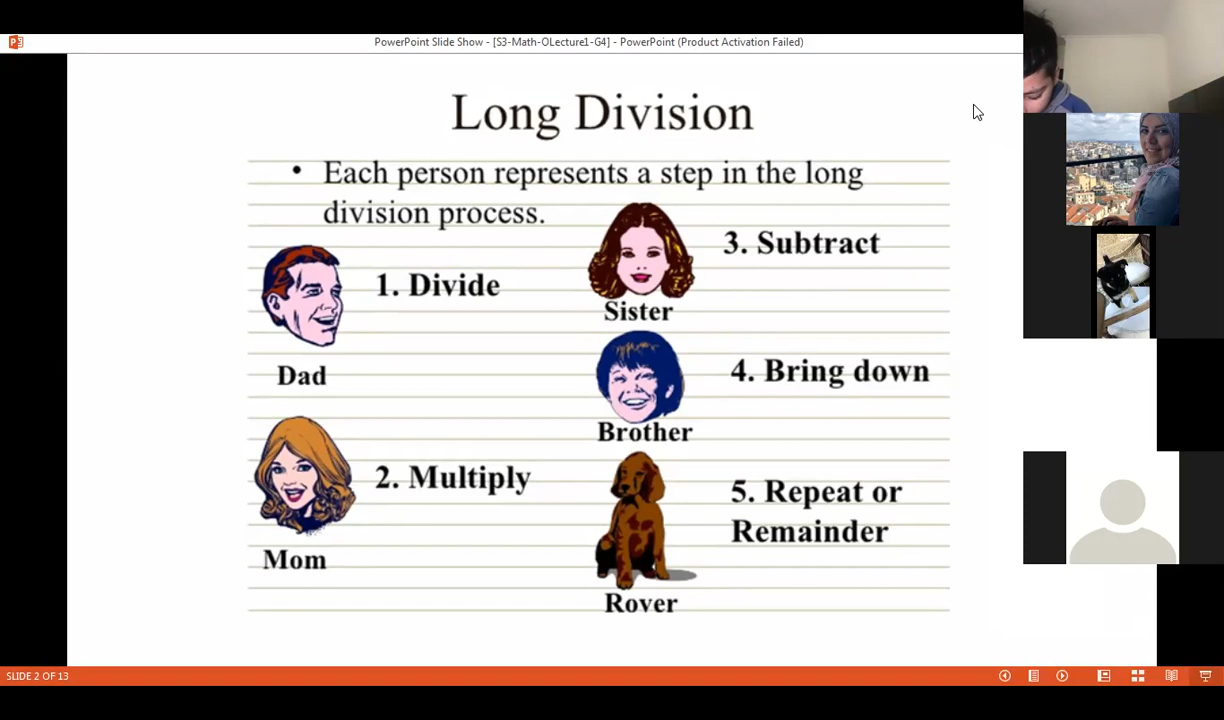 PowerPoint Slide Show - [S3-Math-OLecture1-G4] - PowerPoint (Product Activation Failed)
Long Division
• Each person represents a step in the long
division process.
1. Divide
Dad
2. Multiply
Mom
3. Subtract
Sister
4. Bring down
Brother
5. Repeat or
Remainder
Rover
SLIDE 2 OF 13